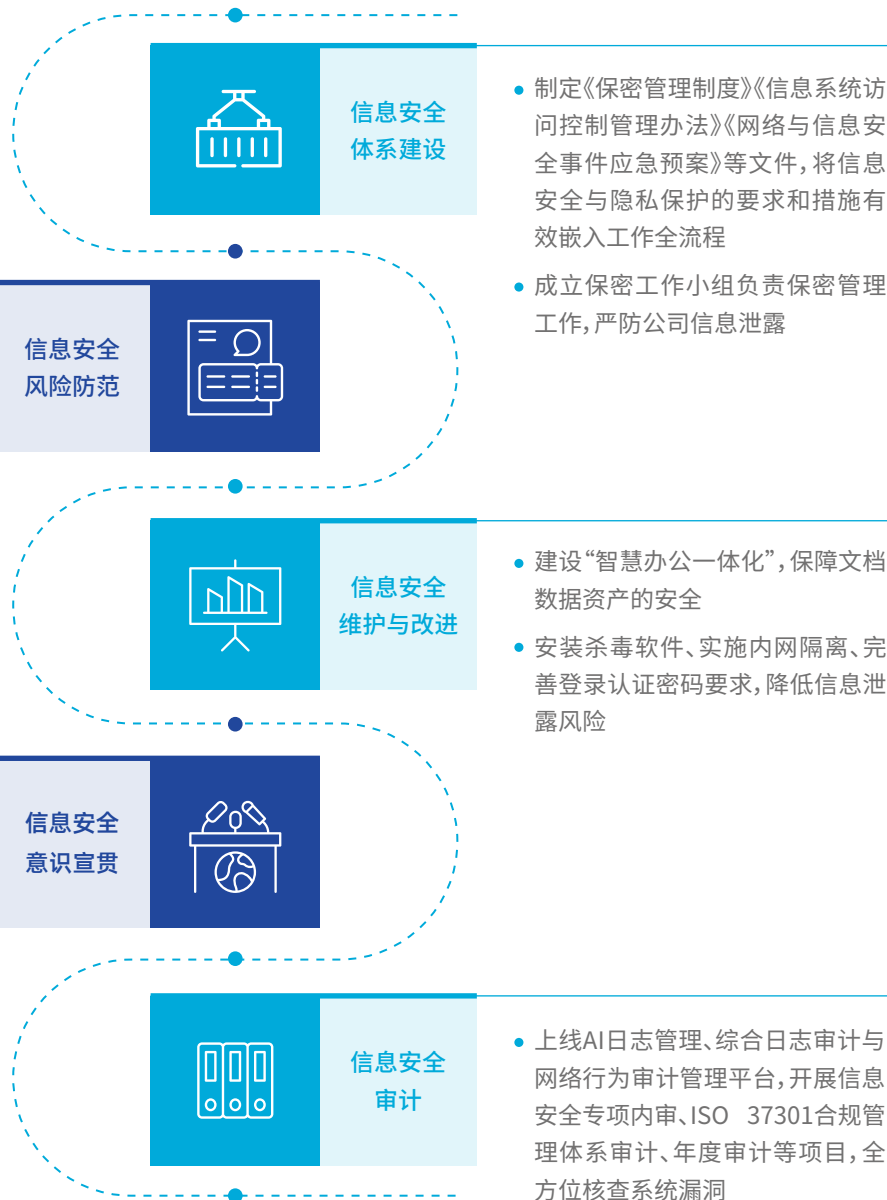 信息安全
体系建设
制定《保密管理制度》《信息系统访
问控制管理办法》《网络与信息安
全事件应急预案》等文件，将信息
安全与隐私保护的要求和措施有
效嵌入工作全流程
成立保密工作小组负责保密管理
工作，严防公司信息泄露
信息安全
风险防范
信息安全
维护与改进
建设“智慧办公一体化”，保障文档
数据资产的安全
安装杀毒软件、实施内网隔离、完
善登录认证密码要求，降低信息泄
露风险
信息安全
意识宣贯
信息安全
审计
上线AI日志管理、综合日志审计与
网络行为审计管理平台，开展信息
安全专项内审、ISO 37301合规管
理体系审计、年度审计等项目，全
方位核查系统漏洞